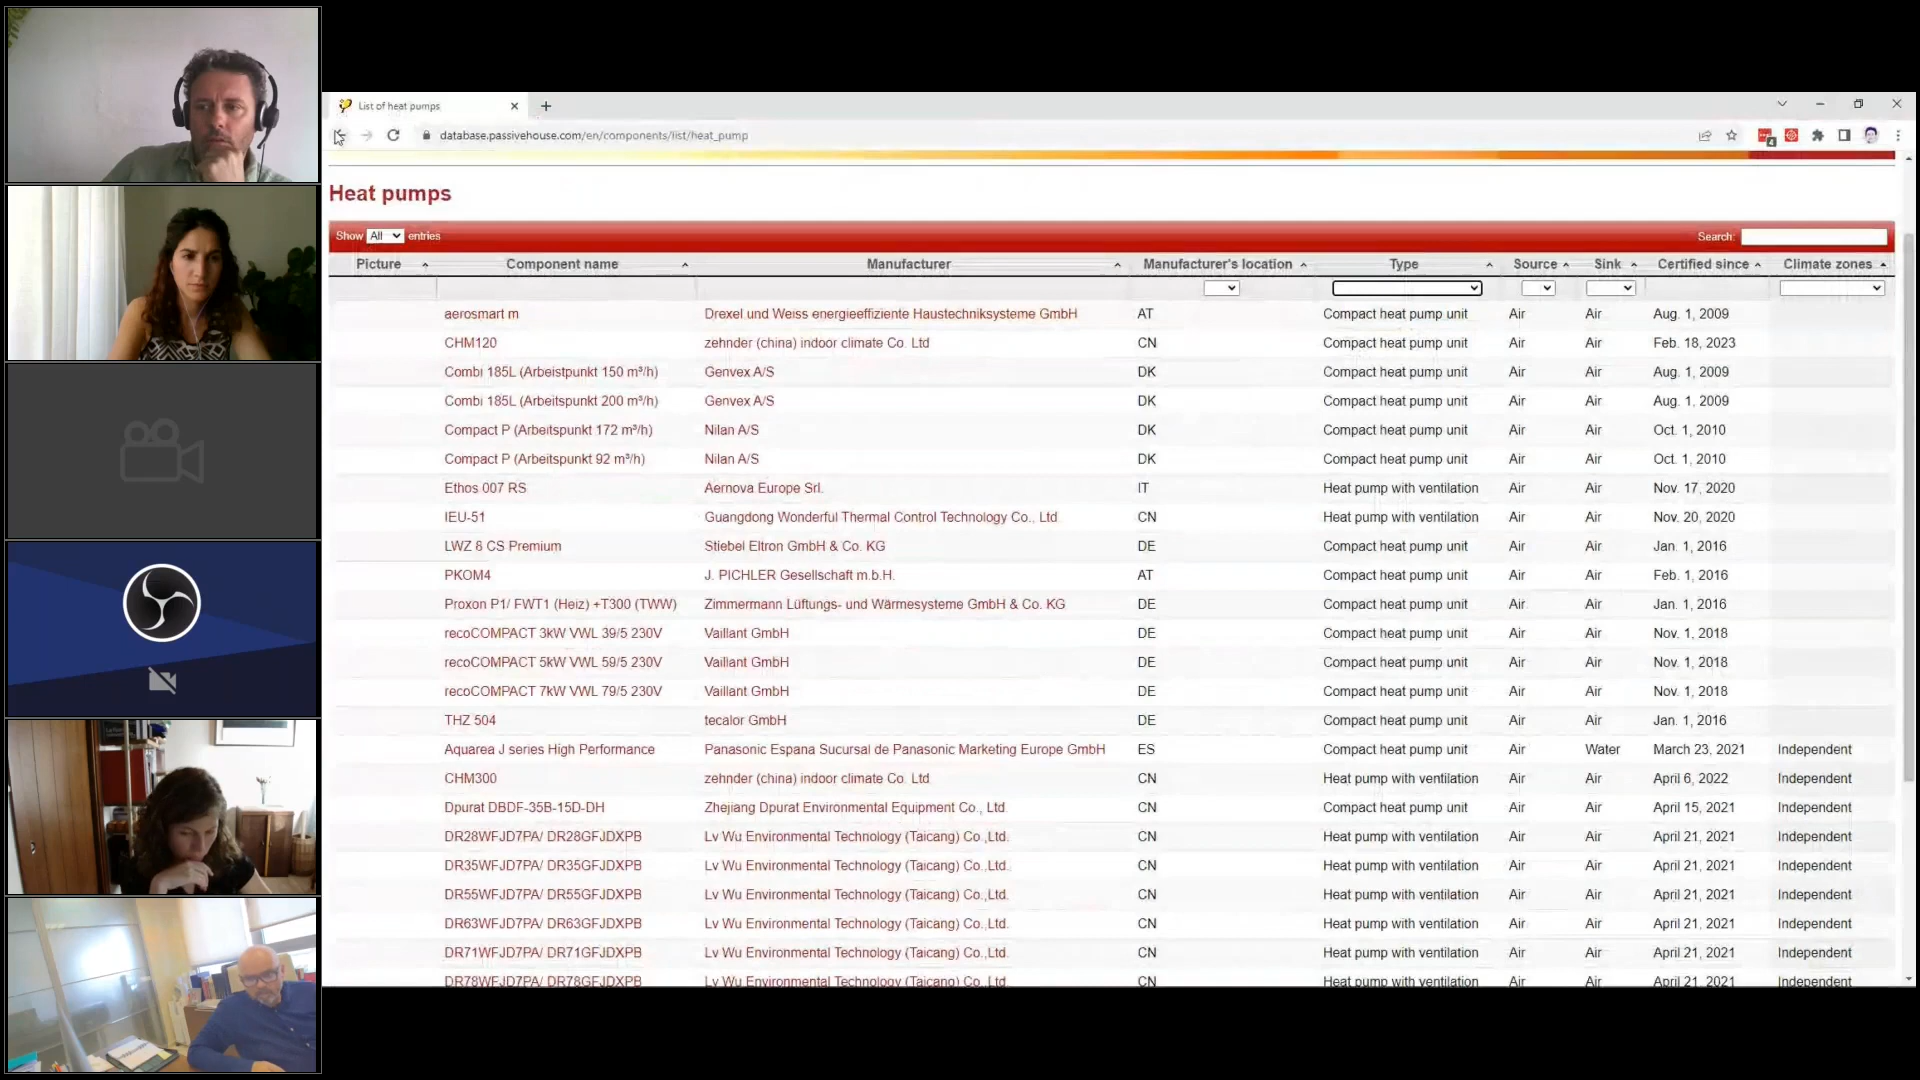 List of heat pumps
database.passivehouse.com/en/components/list/heat_pump
4
Heat pumps
Show All entries Search:
Picture Component name Manufacturer Manufacturer's location Type Source Sink Certified since Climate zones
aerosmart m Drexel und Weiss energieeffiziente Haustechniksysteme GmbH AT Compact heat pump unit Air Air Aug. 1, 2009
CHM120 zehnder (china) indoor climate Co. Ltd CN Compact heat pump unit Air Air Feb. 18, 2023
Combi 185L (Arbeistpunkt 150 m³/h) Genvex A/S DK Compact heat pump unit Air Air Aug. 1, 2009
Combi 185L (Arbeitspunkt 200 m³/h) Genvex A/S DK Compact heat pump unit Air Air Aug. 1, 2009
Compact P (Arbeitspunkt 172 m³/h) Nilan A/S DK Compact heat pump unit Air Air Oct. 1, 2010
Compact P (Arbeitspunkt 92 m³/h) Nilan A/S DK Compact heat pump unit Air Air Oct. 1, 2010
Ethos 007 RS Aernova Europe Srl. IT Heat pump with ventilation Air Air Nov. 17, 2020
IEU-51 Guangdong Wonderful Thermal Control Technology Co., Ltd CN Heat pump with ventilation Air Air Nov. 20, 2020
LWZ 8 CS Premium Stiebel Eltron GmbH & Co. KG DE Compact heat pump unit Air Air Jan. 1, 2016
PKOM4 J. PICHLER Gesellschaft m.b.H. AT Compact heat pump unit Air Air Feb. 1, 2016
Proxon P1/ FWT1 (Heiz) +T300 (TWW) Zimmermann Lüftungs- und Wärmesysteme GmbH & Co. KG DE Compact heat pump unit Air Air Jan. 1, 2016
recoCOMPACT 3kW VWL 39/5 230V Vaillant GmbH DE Compact heat pump unit Air Air Nov. 1, 2018
recoCOMPACT 5kW VWL 59/5 230V Vaillant GmbH DE Compact heat pump unit Air Air Nov. 1, 2018
recoCOMPACT 7kW VWL 79/5 230V Vaillant GmbH DE Compact heat pump unit Air Air Nov. 1, 2018
THZ 504 tecalor GmbH DE Compact heat pump unit Air Air Jan. 1, 2016
Aquarea J series High Performance Panasonic Espana Sucursal de Panasonic Marketing Europe GmbH ES Compact heat pump unit Air Water March 23, 2021 Independent
CHM300 zehnder (china) indoor climate Co. Ltd CN Heat pump with ventilation Air Air April 6, 2022 Independent
Dpurat DBDF-35B-15D-DH Zhejiang Dpurat Environmental Equipment Co., Ltd CN Compact heat pump unit Air Air April 15, 2021 Independent
DR28WFJD7PA/ DR28GFJDXPB Lv Wu Environmental Technology (Taicang) Co.,Ltd. CN Heat pump with ventilation Air Air April 21, 2021 Independent
DR35WFJD7PA/ DR35GFJDXPB Lv Wu Environmental Technology (Taicang) Co.,Ltd. CN Heat pump with ventilation Air Air April 21, 2021 Independent
DR55WFJD7PA/ DR55GFJDXPB Lv Wu Environmental Technology (Taicang) Co.,Ltd. CN Heat pump with ventilation Air Air April 21, 2021 Independent
DR63WFJD7PA/ DR63GFJDXPB Lv Wu Environmental Technology (Taicang) Co.,Ltd. CN Heat pump with ventilation Air Air April 21, 2021 Independent
DR71WFJD7PA/ DR71GFJDXPB Lv Wu Environmental Technology (Taicang) Co.,Ltd. CN Heat pump with ventilation Air Air April 21, 2021 Independent
DR78WFJD7PA/ DR78GFJDXPB Lv Wu Environmental Technology (Taicang) Co.,Ltd. CN Heat pump with ventilation Air Air April 21, 2021 Independent